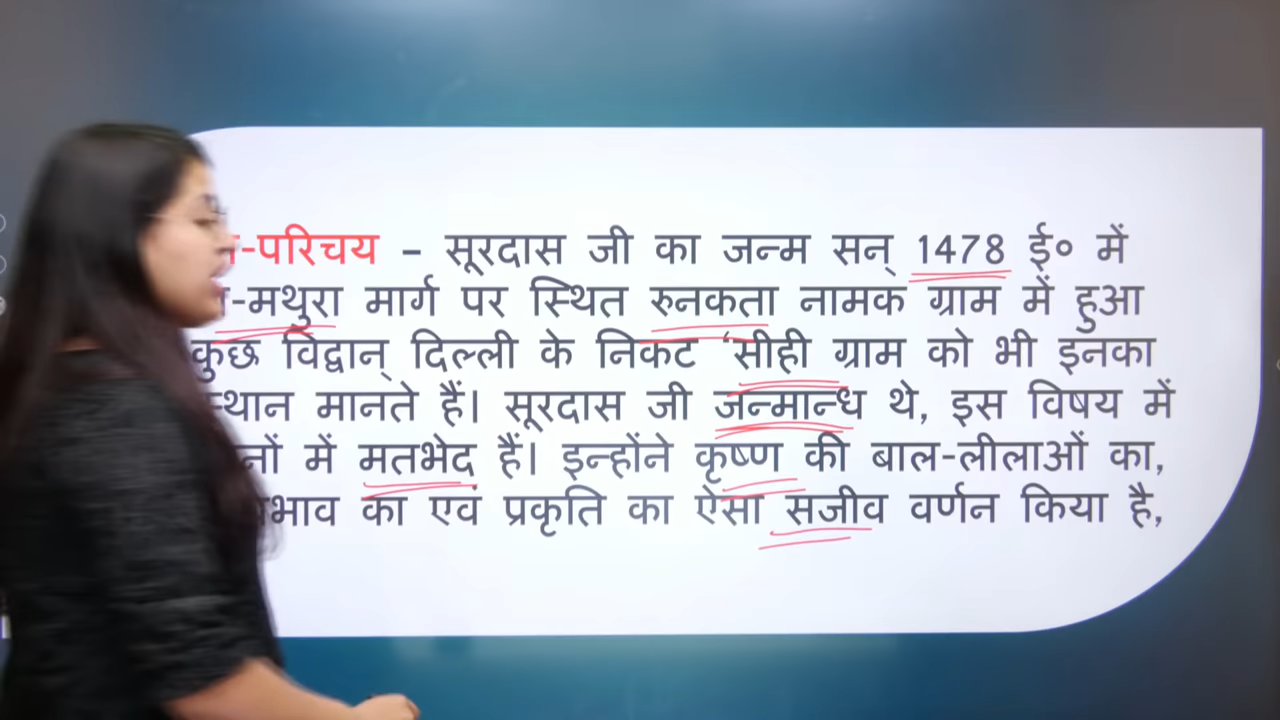 -परिचय – सूरदास जी का जन्म सन् 1478 ई० में
-मथुरा मार्ग पर स्थित रुनकता नामक ग्राम में हुआ
कुछ विद्वान् दिल्ली के निकट 'सीही ग्राम को भी इनका
मानते हैं। सूरदास जी जन्मान्ध थे, इस विषय में
में मतभेद हैं। इन्होंने कृष्ण की बाल-लीलाओं का,
का एवं प्रकृति का ऐसा सजीव वर्णन किया है,